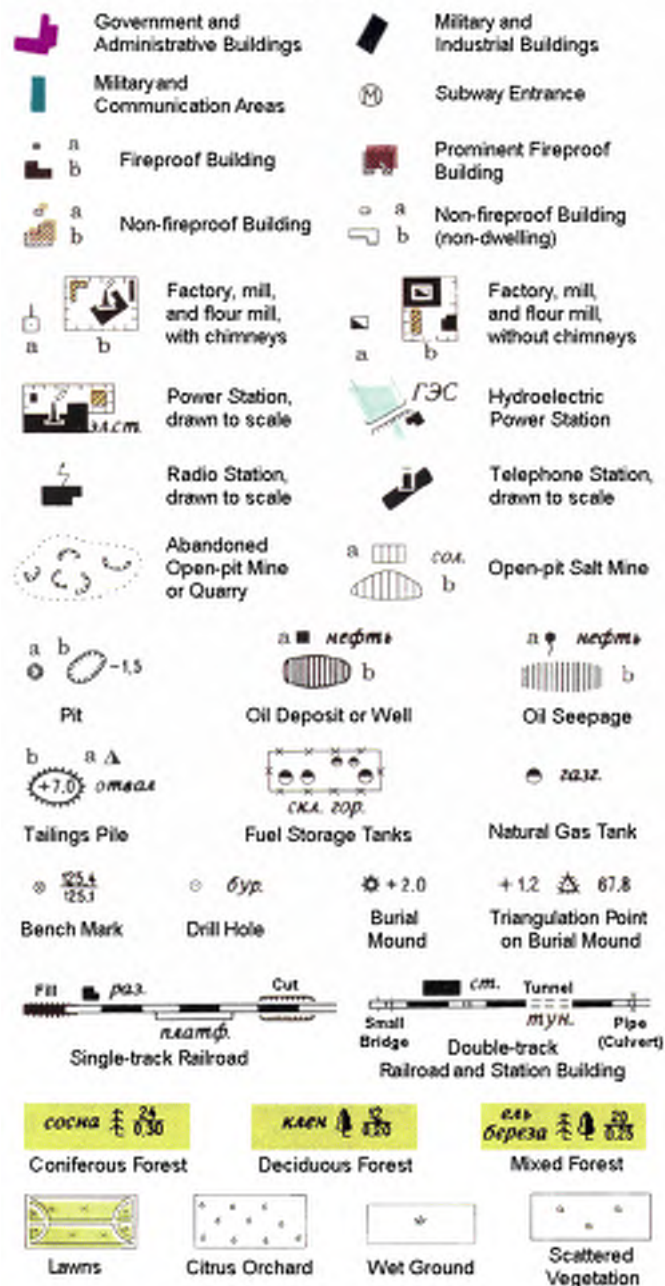 Government and
Administrative Buildings
Military and
Industrial Buildings
Military and
Communication Areas
M
Subway Entrance
a
b
Fireproof Building
Prominent Fireproof
Building
a
b
Non-fireproof Building
a
b
Non-fireproof Building
(non-dwelling)
a
b
Factory, mill,
and flour mill,
with chimneys
a
b
Factory, mill,
and flour mill,
without chimneys
эл.ст.
Power Station,
drawn to scale
ГЭС
Hydroelectric
Power Station
Radio Station,
drawn to scale
Telephone Station,
drawn to scale
Abandoned
Open-pit Mine
or Quarry
a
сол.
b
Open-pit Salt Mine
a b
-1,5
Pit
a нефть
b
Oil Deposit or Well
a нефть
b
Oil Seepage
b a
+7.0 отвал
Tailings Pile
скл. гор.
Fuel Storage Tanks
газг.
Natural Gas Tank
125.4
125.1
Bench Mark
бур.
Drill Hole
+2.0
Burial
Mound
+1.2 67.8
Triangulation Point
on Burial Mound
Fill раз. Cut
платф.
Single-track Railroad
ст. Tunnel
тун.
Small
Bridge
Pipe
(Culvert)
Double-track
Railroad and Station Building
сосна 24
0,30
Coniferous Forest
клен 12
0,20
Deciduous Forest
ель
береза 20
0,25
Mixed Forest
Lawns
Citrus Orchard
Wet Ground
Scattered
Vegetation